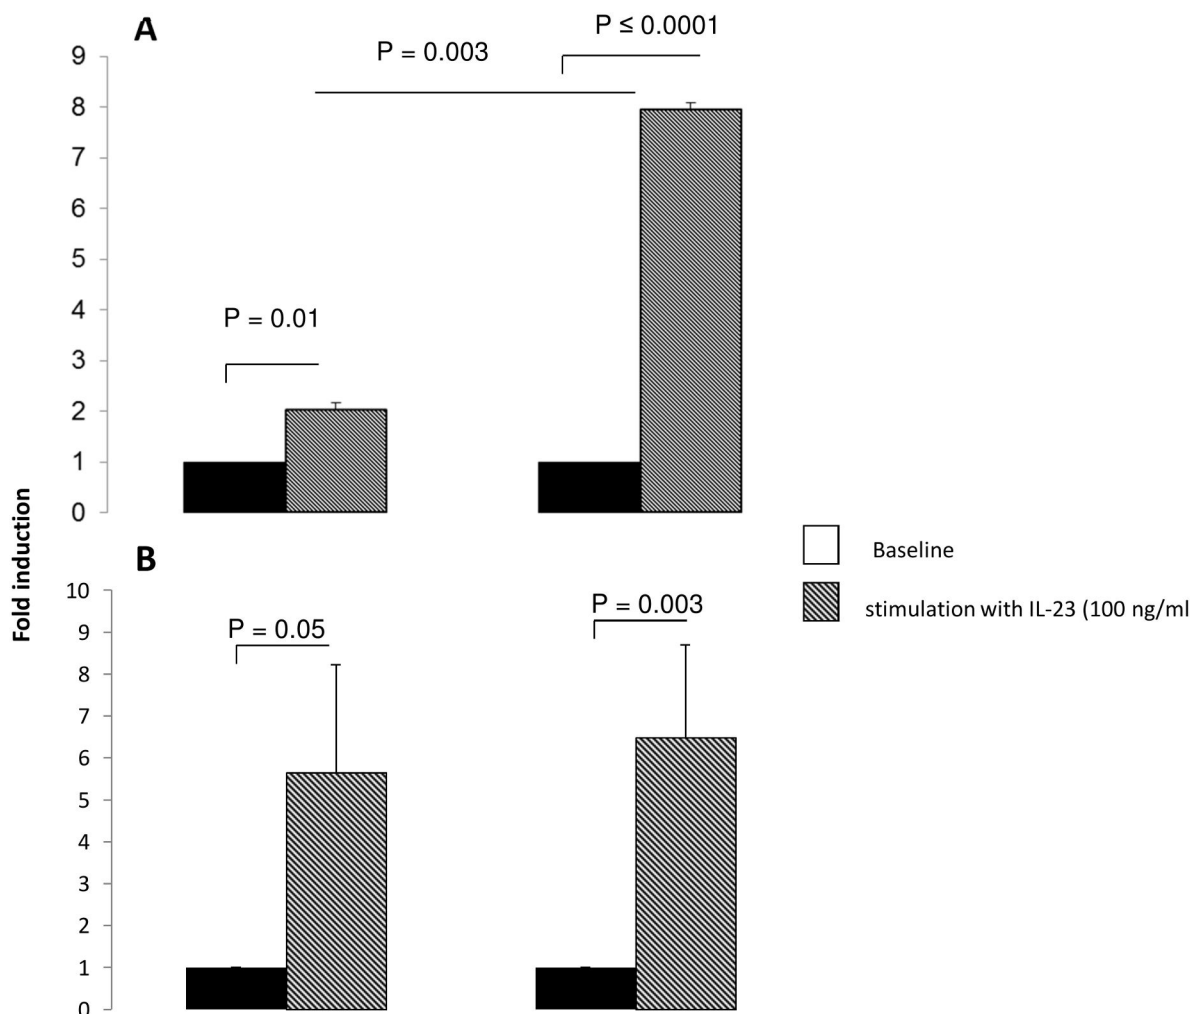 A
P ≤ 0.0001
P = 0.003
9
8
7
6
5
4
3
2
1
0
P = 0.01
Fold induction
B
10
9
8
7
6
5
4
3
2
1
0
P = 0.05
P = 0.003
Baseline
stimulation with IL-23 (100 ng/ml